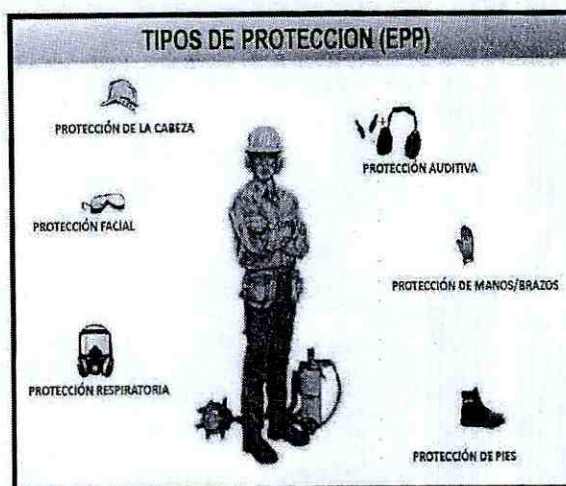 TIPOS DE PROTECCION (EPP)
PROTECCIÓN DE LA CABEZA
PROTECCIÓN AUDITIVA
PROTECCIÓN FACIAL
PROTECCIÓN DE MANOS/BRAZOS
PROTECCIÓN RESPIRATORIA
PROTECCIÓN DE PIES